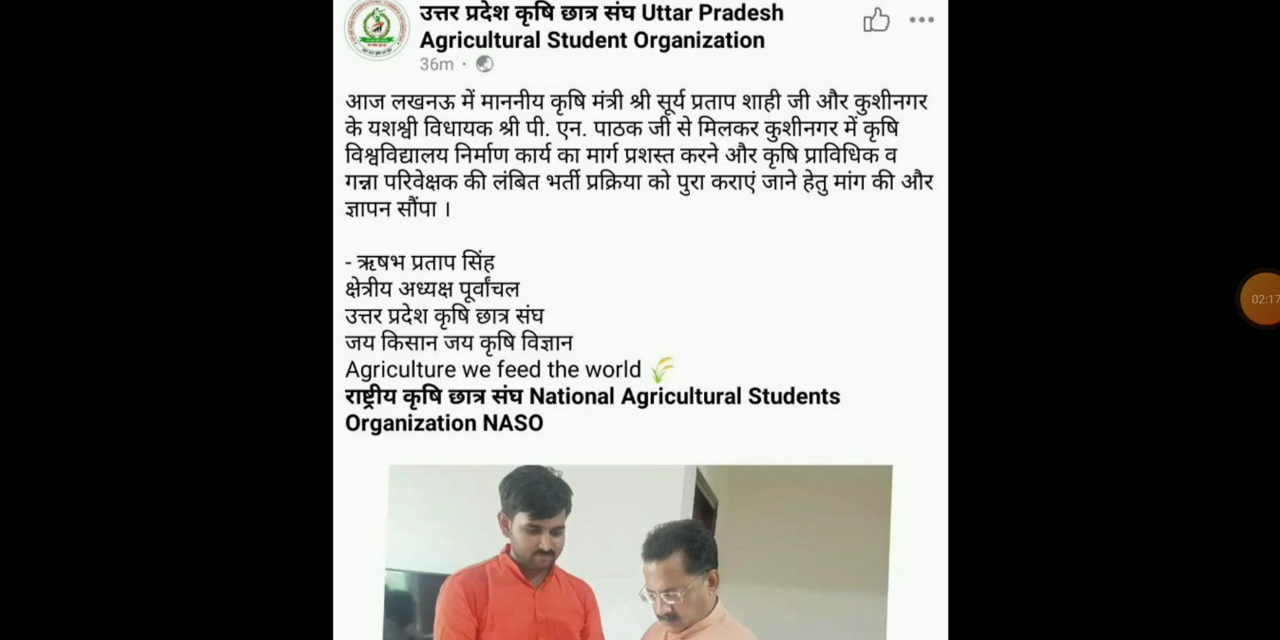 उत्तर प्रदेश कृषि छात्र संघ Uttar Pradesh
Agricultural Student Organization
36m ·
आज लखनऊ में माननीय कृषि मंत्री श्री सूर्य प्रताप शाही जी और कुशीनगर
के यशश्वी विधायक श्री पी. एन. पाठक जी से मिलकर कुशीनगर में कृषि
विश्वविद्यालय निर्माण कार्य का मार्ग प्रशस्त करने और कृषि प्राविधिक व
गन्ना परिवेक्षक की लंबित भर्ती प्रक्रिया को पुरा कराएं जाने हेतु मांग की और
ज्ञापन सौंपा ।
- ऋषभ प्रताप सिंह
क्षेत्रीय अध्यक्ष पूर्वांचल
उत्तर प्रदेश कृषि छात्र संघ
जय किसान जय कृषि विज्ञान
Agriculture we feed the world
राष्ट्रीय कृषि छात्र संघ National Agricultural Students
Organization NASO
02:17